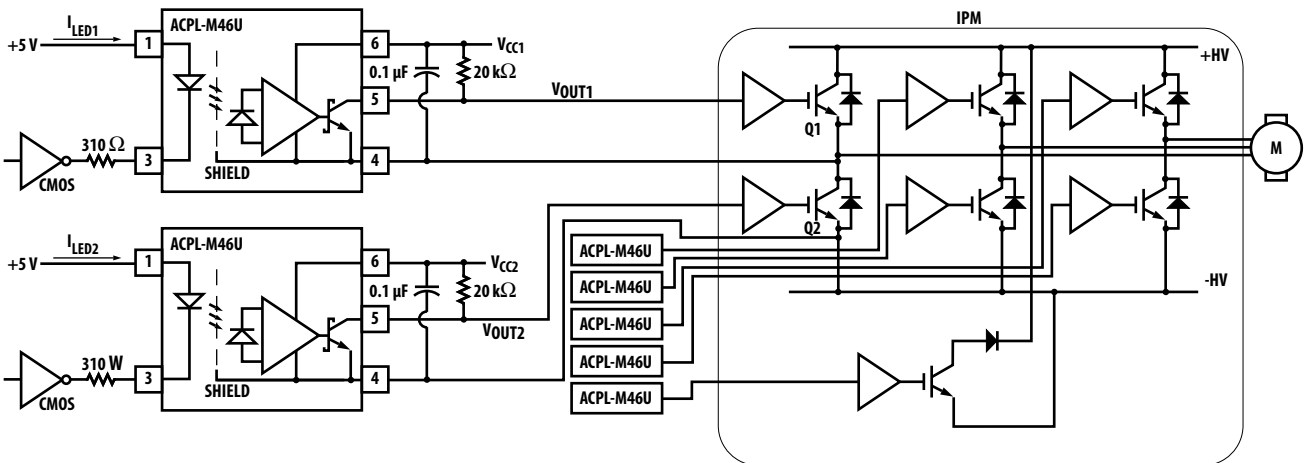 ACPL-M46U
I LED1
+5 V
1
6
VCC1
0.1 µF
20 kΩ
5
VOUT1
310 Ω
3
4
CMOS
SHIELD
IPM
+HV
Q1
M
ACPL-M46U
I LED2
+5 V
1
6
VCC2
0.1 µF
20 kΩ
5
VOUT2
310 W
3
4
CMOS
SHIELD
Q2
ACPL-M46U
ACPL-M46U
ACPL-M46U
ACPL-M46U
ACPL-M46U
-HV